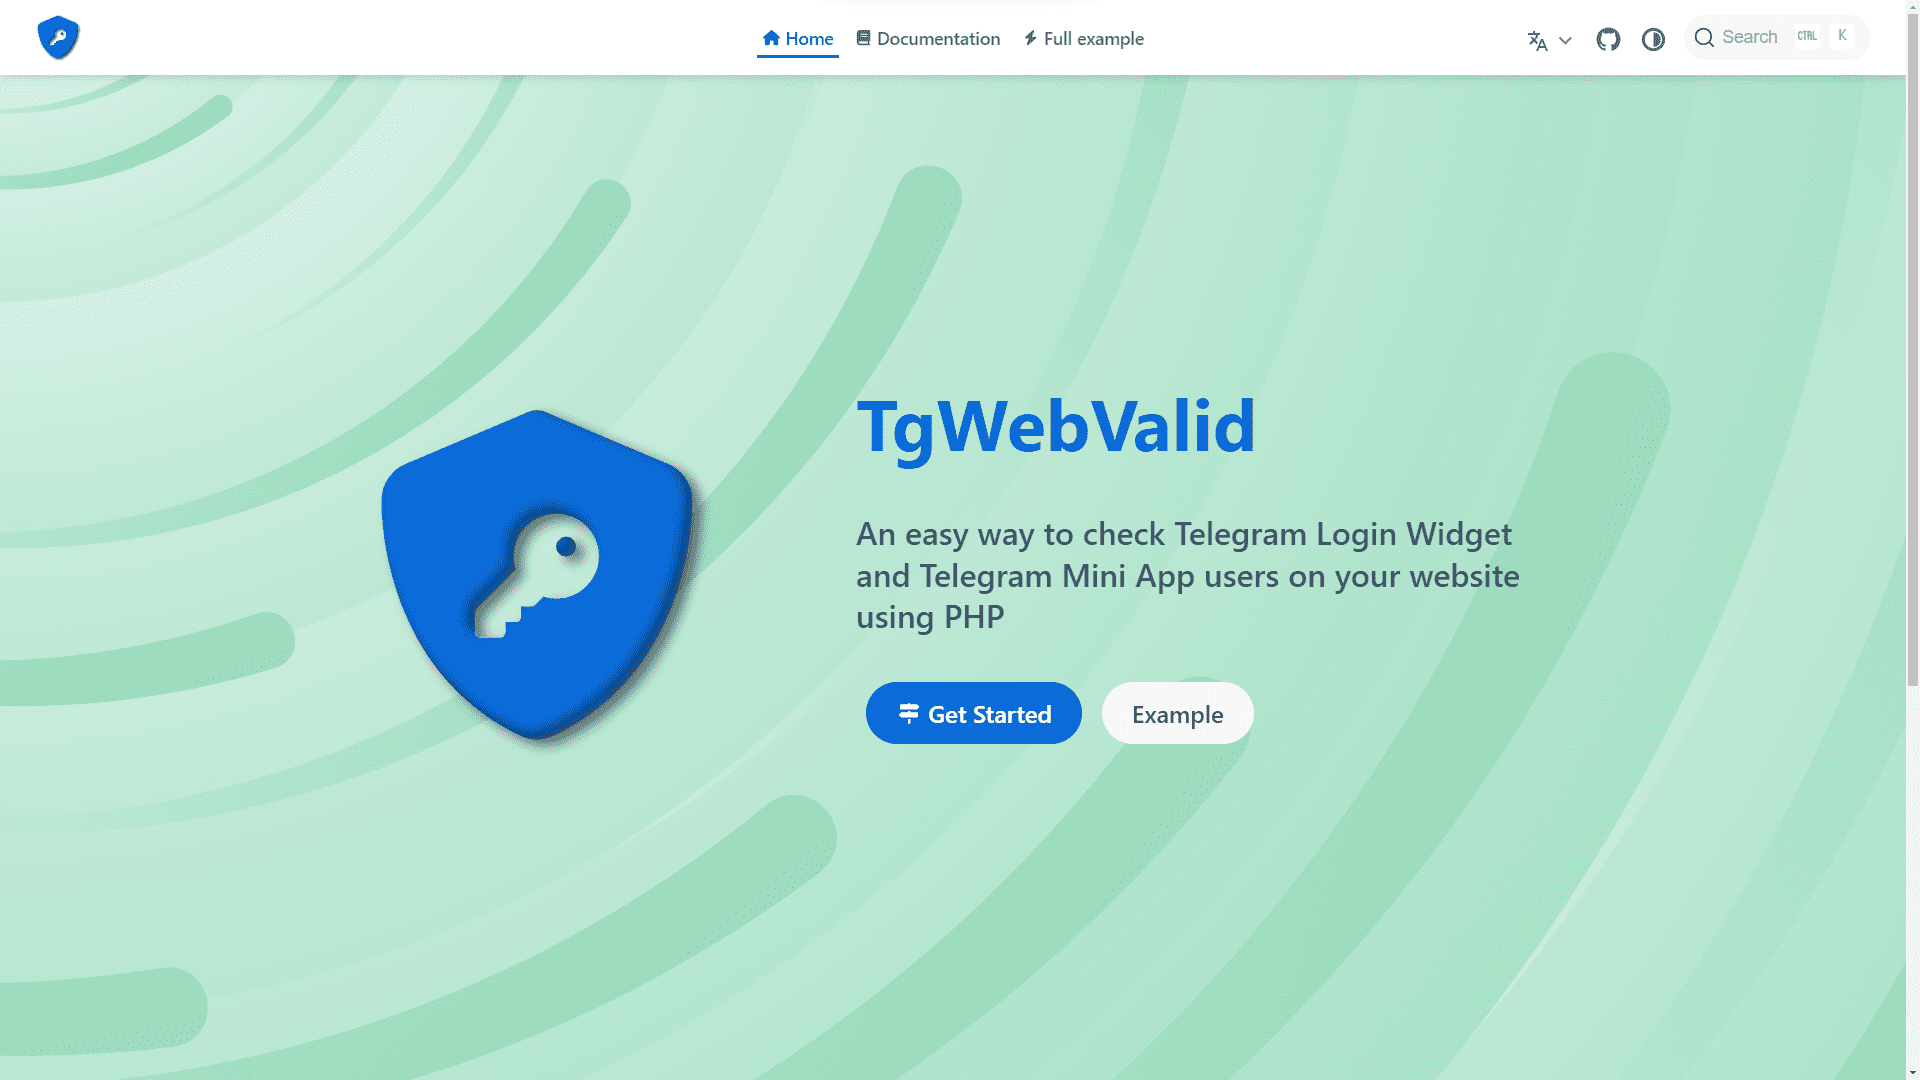 Home Documentation Full example Search CTRL K
TgWebValid
An easy way to check Telegram Login Widget
and Telegram Mini App users on your website
using PHP
Get Started Example